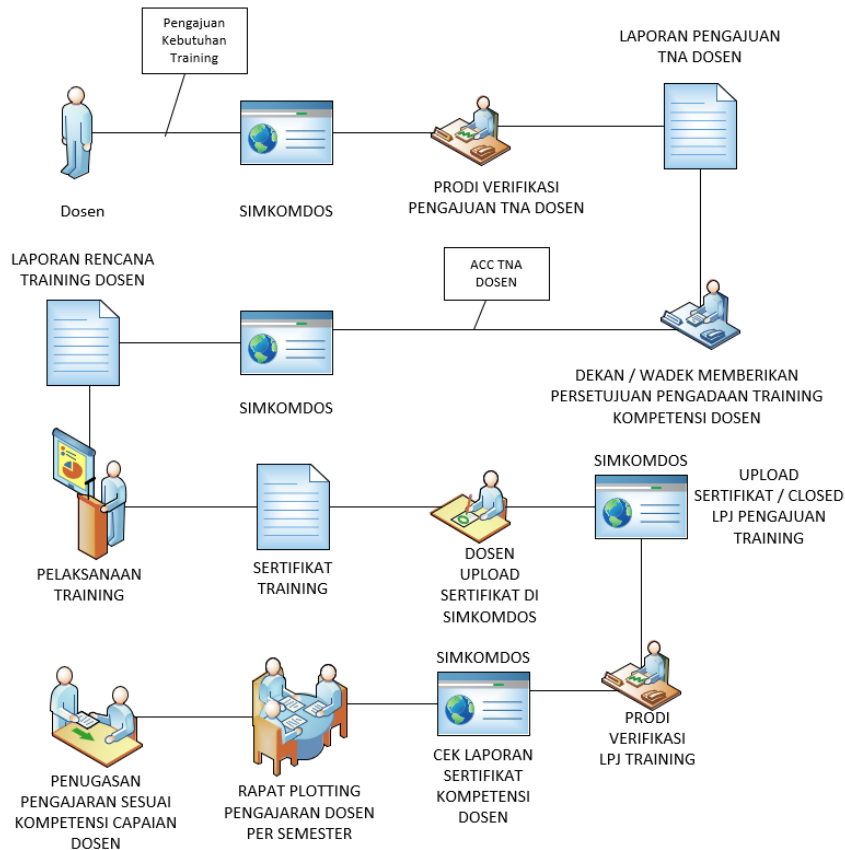 Pengajuan
Kebutuhan
Training
LAPORAN PENGAJUAN
TNA DOSEN
Dosen
SIMKOMDOS
PRODI VERIFIKASI
PENGAJUAN TNA DOSEN
LAPORAN RENCANA
TRAINING DOSEN
ACC TNA
DOSEN
SIMKOMDOS
DEKAN / WADEK MEMBERIKAN
PERSETUJUAN PENGADAAN TRAINING
KOMPETENSI DOSEN
PELAKSANAAN
TRAINING
SERTIFIKAT
TRAINING
DOSEN
UPLOAD
SERTIFIKAT DI
SIMKOMDOS
SIMKOMDOS
UPLOAD
SERTIFIKAT / CLOSED
LPJ PENGAJUAN
TRAINING
PRODI
VERIFIKASI
LPJ TRAINING
SIMKOMDOS
CEK LAPORAN
SERTIFIKAT
KOMPETENSI
DOSEN
RAPAT PLOTTING
PENGAJARAN DOSEN
PER SEMESTER
PENUGASAN
PENGAJARAN SESUAI
KOMPETENSI CAPAIAN
DOSEN